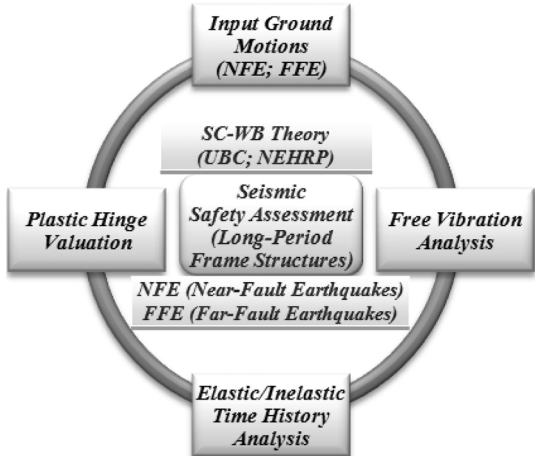 Input Ground
Motions
(NFE; FFE)
SC-WB Theory
(UBC; NEHRP)
Seismic
Safety Assessment
(Long-Period
Frame Structures)
Plastic Hinge
Valuation
Free Vibration
Analysis
NFE (Near-Fault Earthquakes)
FFE (Far-Fault Earthquakes)
Elastic/Inelastic
Time History
Analysis